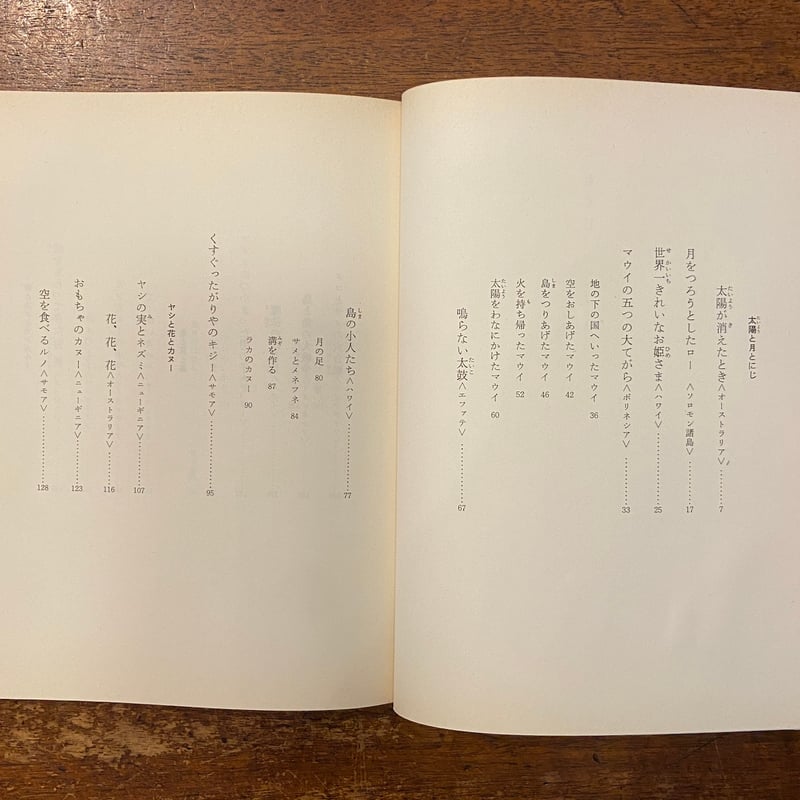 太陽と月とにじ
太陽が消えたとき＜オーストラリア＞………7
月をつろうとしたロー　＜ソロモン諸島＞………17
世界一きれいなお姫さま＜ハワイ＞………25
マウイの五つの大てがら＜ポリネシア＞………33
地の下の国へいったマウイ 36
空をおしあげたマウイ 42
島をつりあげたマウイ 46
火を持ち帰ったマウイ 52
太陽をわなにかけたマウイ 60
鳴らない太鼓＜エファテ＞………67
島の小人たち＜ハワイ＞………77
月の足 80
サメとメネフネ 84
溝を作る 87
ラカのカヌー 90
くすぐったがりやのキジー＜サモア＞………95
ヤシと花とカヌー
ヤシの実とネズミ＜ニューギニア＞………107
花、花、花＜オーストラリア＞………116
おもちゃのカヌー＜ニューギニア＞………123
空を食べるルノ＜サモア＞………128